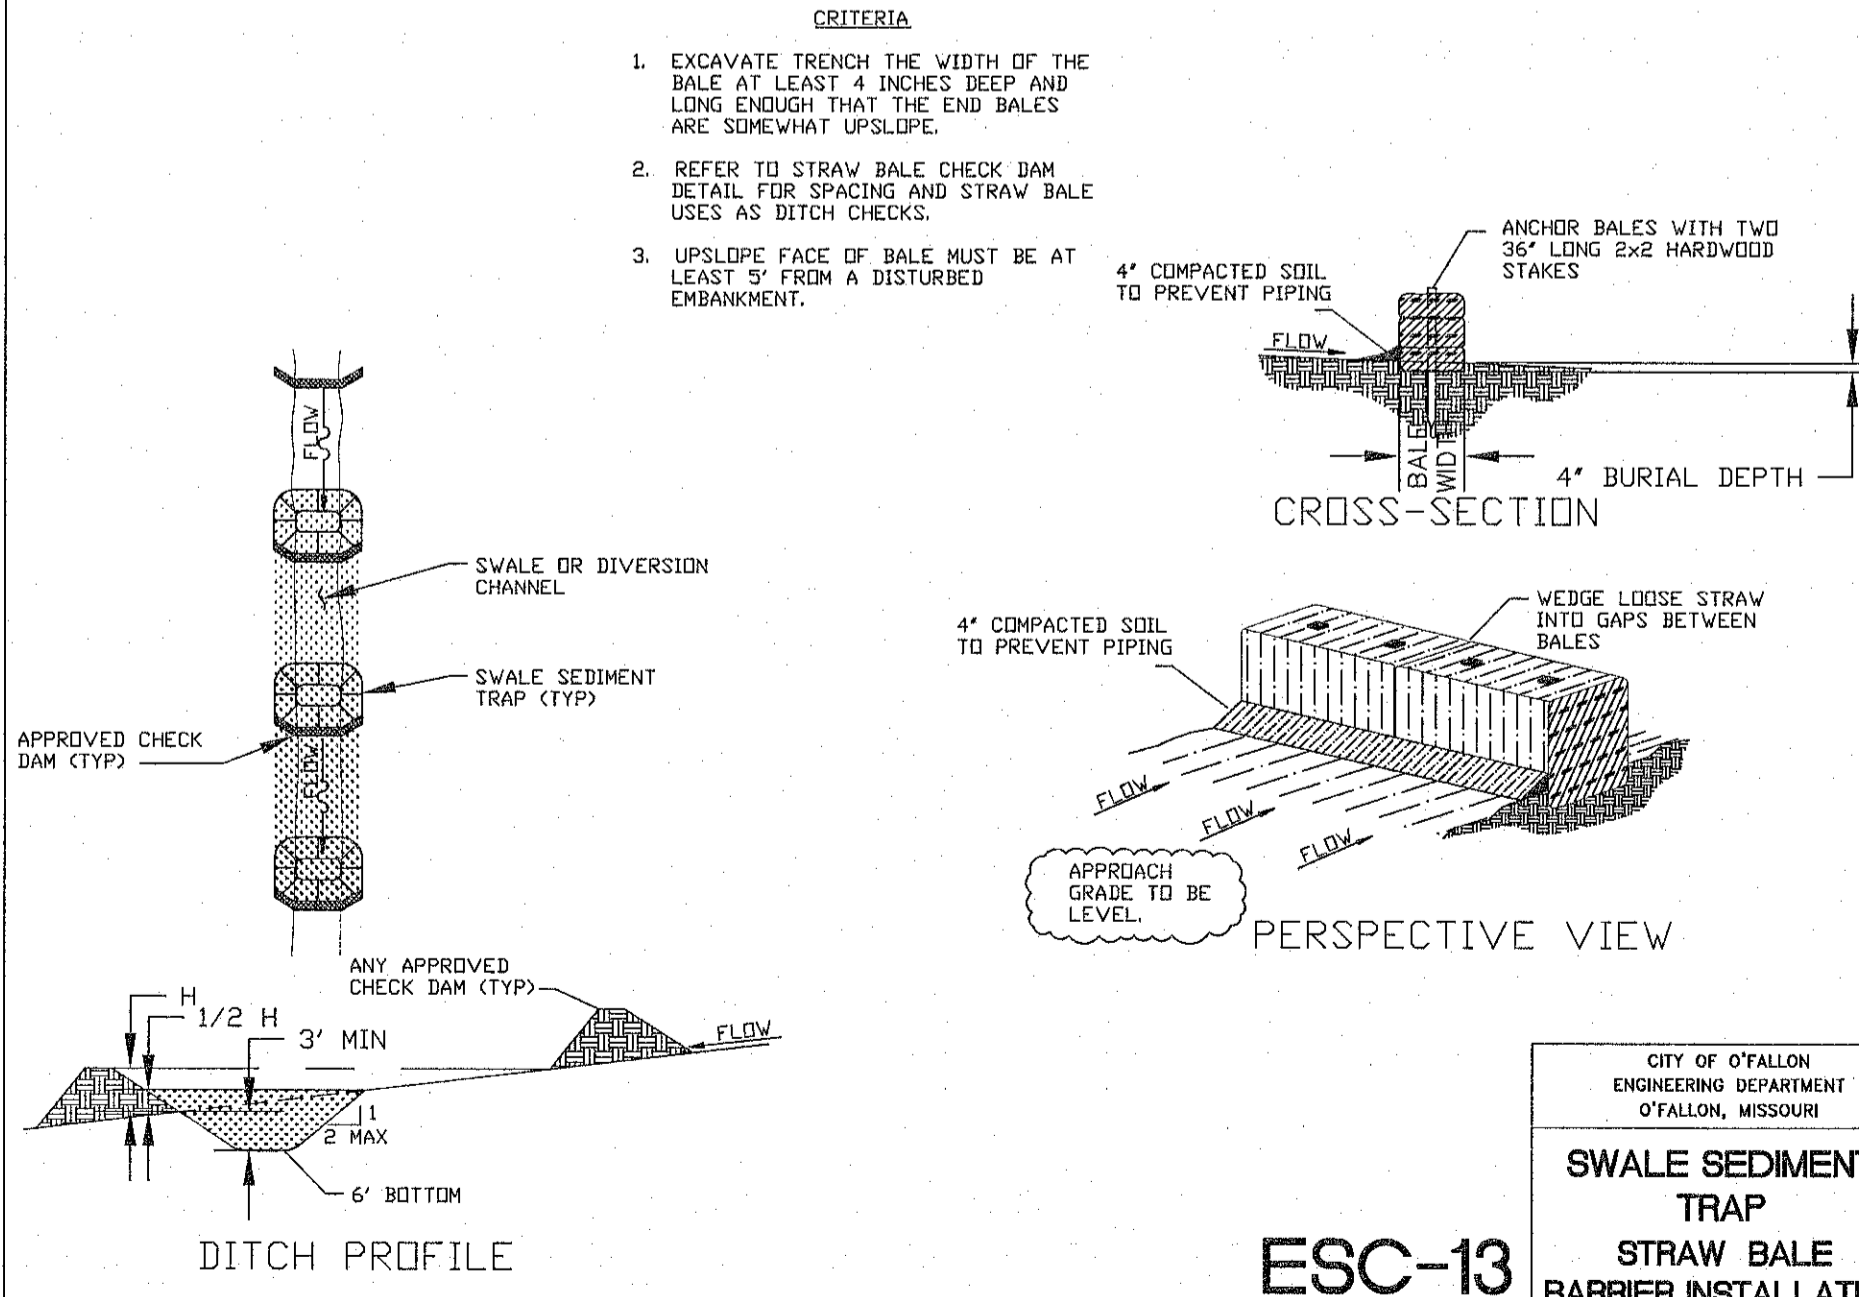 CRITERIA
1. EXCAVATE TRENCH THE WIDTH OF THE
BALE AT LEAST 4 INCHES DEEP AND
LONG ENOUGH THAT THE END BALES
ARE SOMEWHAT UPSLOPE.
2. REFER TO STRAW BALE CHECK DAM
DETAIL FOR SPACING AND STRAW BALE
USES AS DITCH CHECKS.
3. UPSLOPE FACE OF BALE MUST BE AT
LEAST 5' FROM A DISTURBED
EMBANKMENT.
ANCHOR BALES WITH TWO
36" LONG 2x2 HARDWOOD
STAKES
4" COMPACTED SOIL
TO PREVENT PIPING
FLOW
BALE
WIDTH
4" BURIAL DEPTH
CROSS-SECTION
FLOW
SWALE OR DIVERSION
CHANNEL
SWALE SEDIMENT
TRAP (TYP)
APPROVED CHECK
DAM (TYP)
FLOW
WEDGE LOOSE STRAW
INTO GAPS BETWEEN
BALES
4" COMPACTED SOIL
TO PREVENT PIPING
FLOW
FLOW
FLOW
APPROACH
GRADE TO BE
LEVEL.
PERSPECTIVE VIEW
ANY APPROVED
CHECK DAM (TYP)
H
1/2 H
3' MIN
FLOW
1
2 MAX
6' BOTTOM
DITCH PROFILE
CITY OF O'FALLON
ENGINEERING DEPARTMENT
O'FALLON, MISSOURI
SWALE SEDIMENT
TRAP
STRAW BALE
BARRIER INSTALLATI
ESC-13